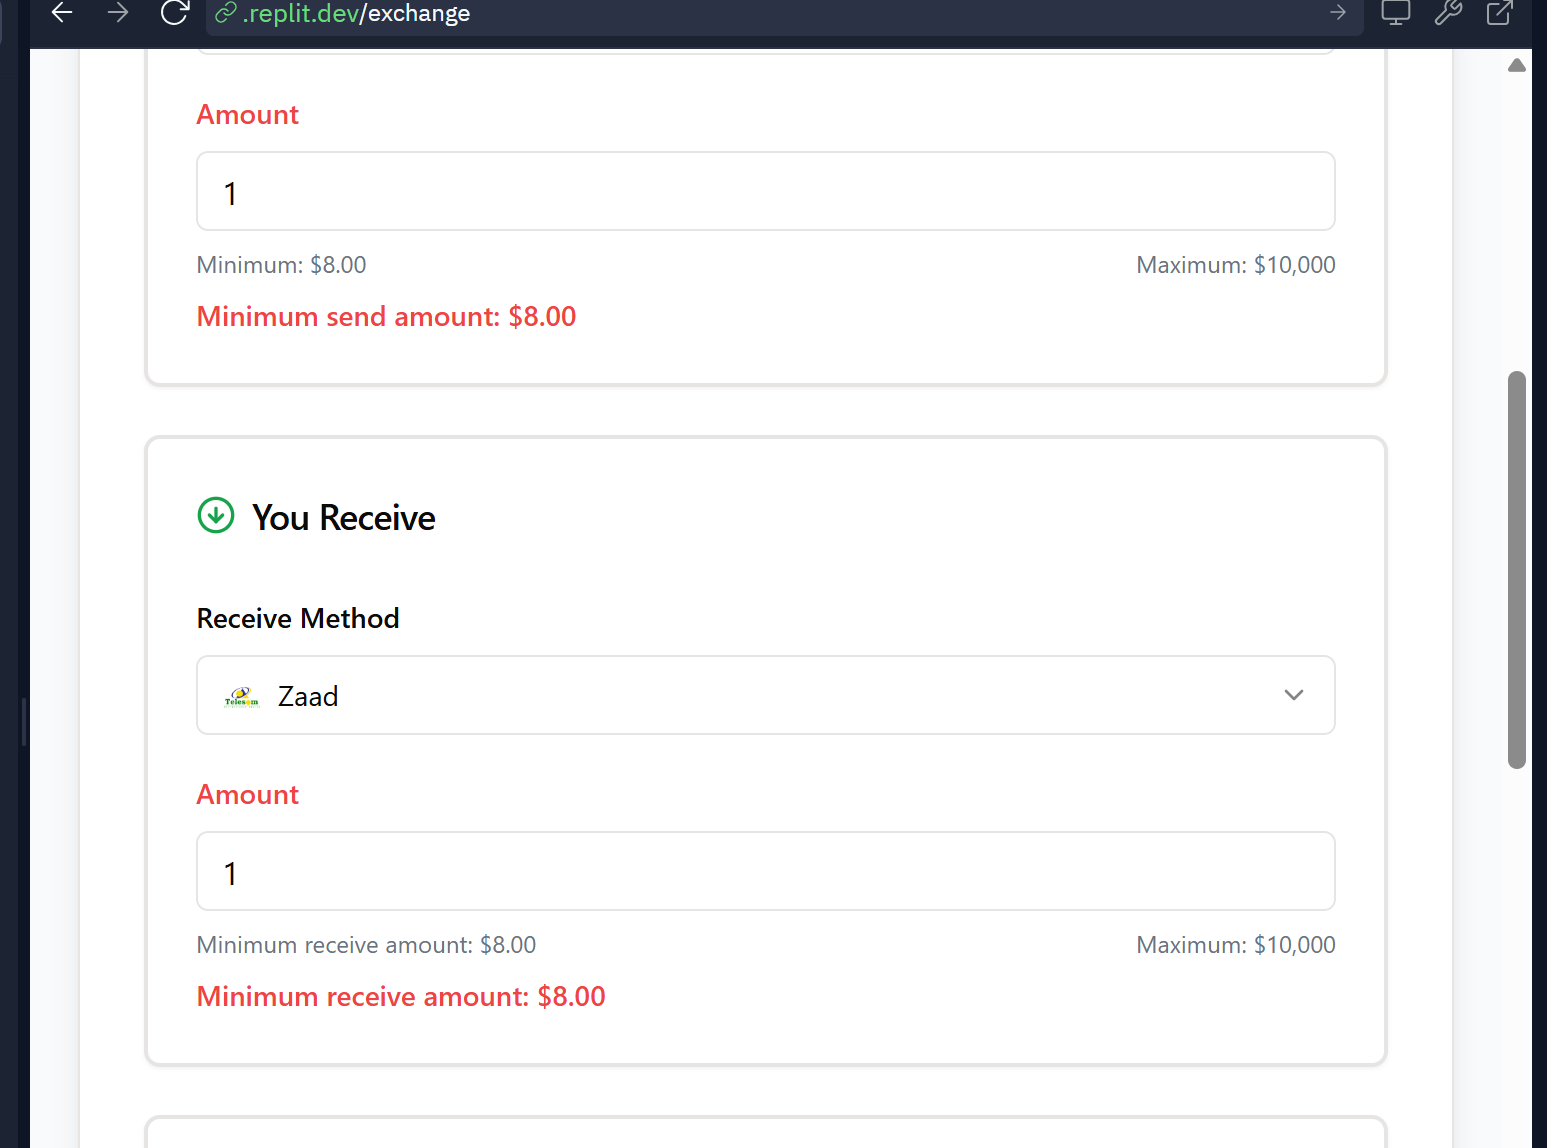 .replit.dev/exchange
Amount
1
Minimum: $8.00 Maximum: $10,000
Minimum send amount: $8.00
You Receive
Receive Method
Telesom Zaad
Amount
1
Minimum receive amount: $8.00 Maximum: $10,000
Minimum receive amount: $8.00